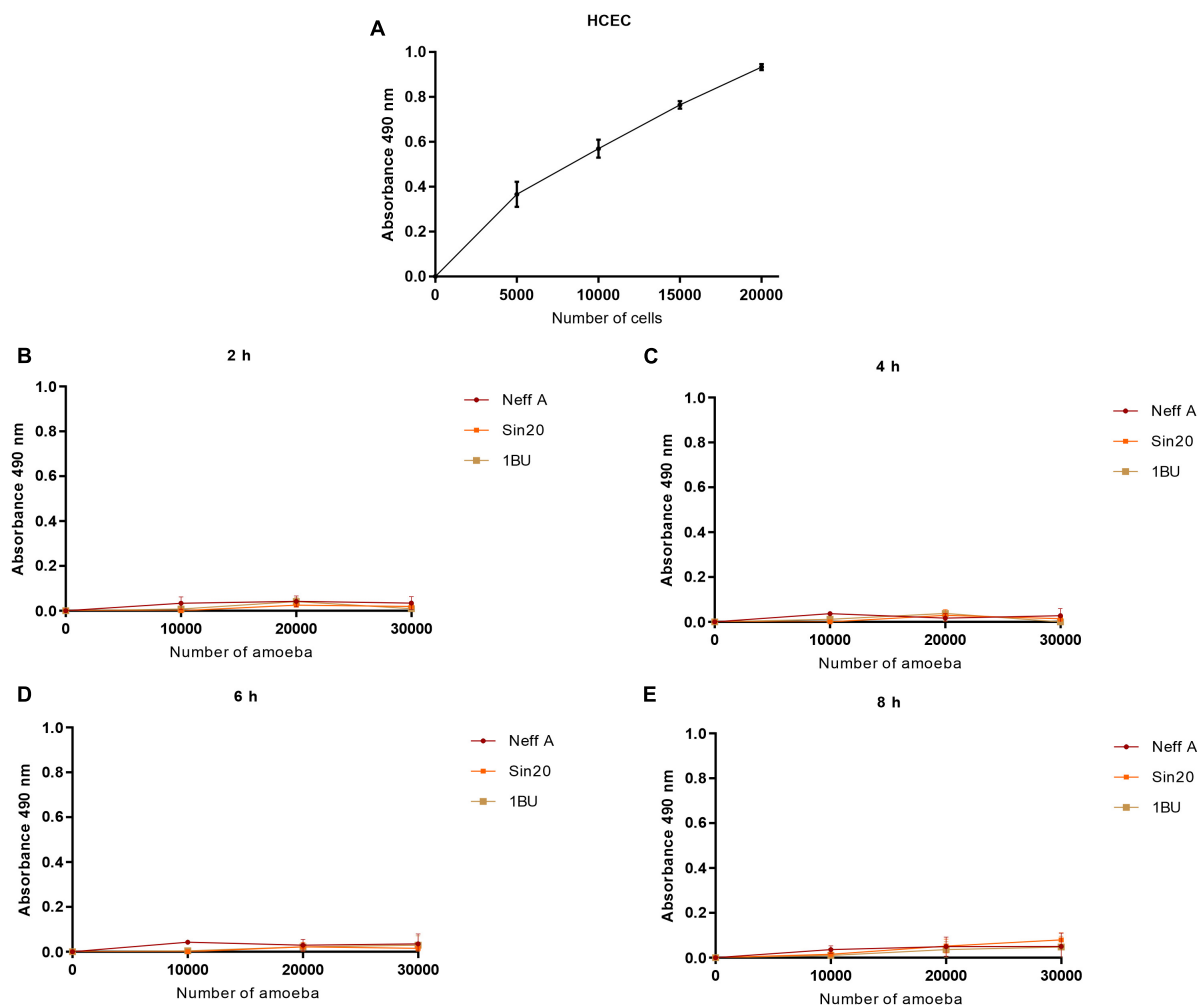 A
HCEC
Absorbance 490 nm
1.0
0.8
0.6
0.4
0.2
0.0
0 5000 10000 15000 20000
Number of cells
B
2 h
Absorbance 490 nm
1.0
0.8
0.6
0.4
0.2
0.0
0 10000 20000 30000
Number of amoeba
Neff A
Sin20
1BU
C
4 h
Absorbance 490 nm
1.0
0.8
0.6
0.4
0.2
0.0
0 10000 20000 30000
Number of amoeba
Neff A
Sin20
1BU
D
6 h
Absorbance 490 nm
1.0
0.8
0.6
0.4
0.2
0.0
0 10000 20000 30000
Number of amoeba
Neff A
Sin20
1BU
E
8 h
Absorbance 490 nm
1.0
0.8
0.6
0.4
0.2
0.0
0 10000 20000 30000
Number of amoeba
Neff A
Sin20
1BU